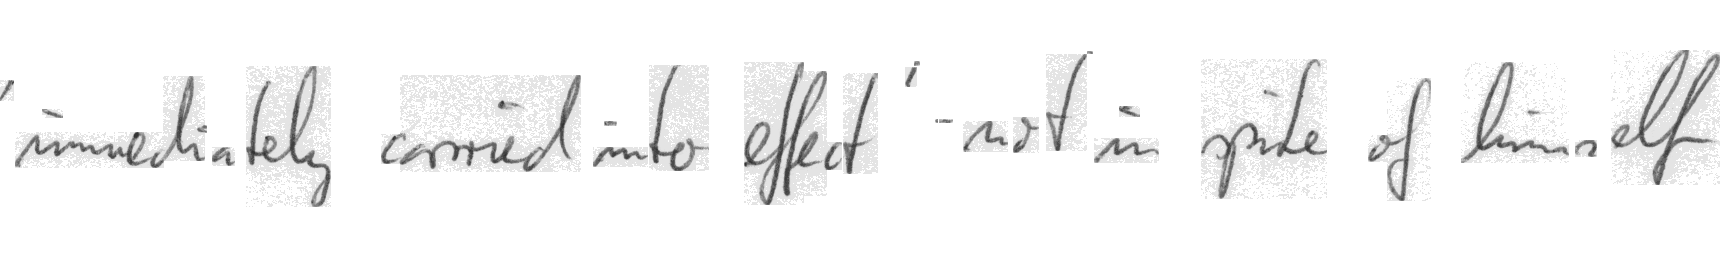 'immediately carried into effect' - not in spite of himself